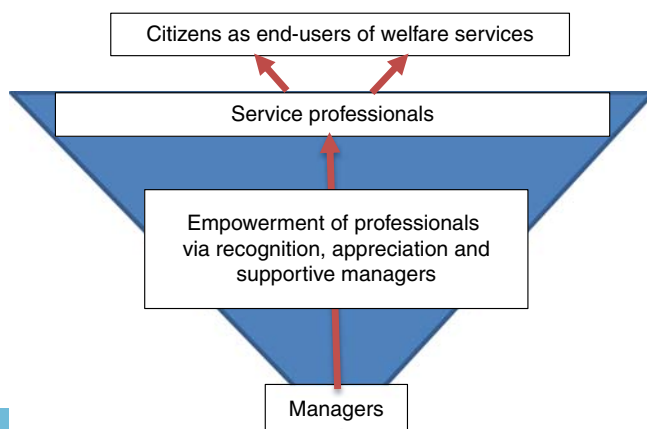 Citizens as end-users of welfare services
Service professionals
Empowerment of professionals
via recognition, appreciation and
supportive managers
Managers